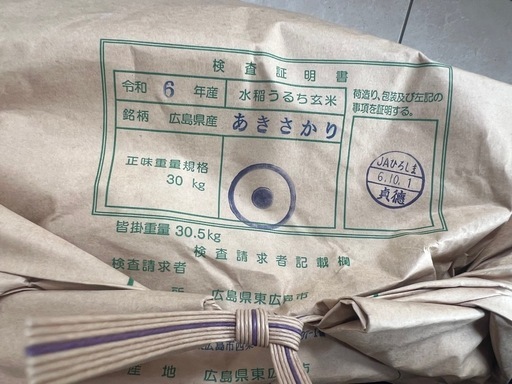 検査証明書
令和 6 年産 水稲うるち玄米
銘柄 広島県産 あきさかり
正味重量規格
30 kg
荷造り、包装及び左記の
事項を証明する。
JAひろしま
6.10.1
貞徳
皆掛重量 30.5kg
検査請求者記載欄
検査請求者
所 広島県東広島市
産地 広島県東広島市